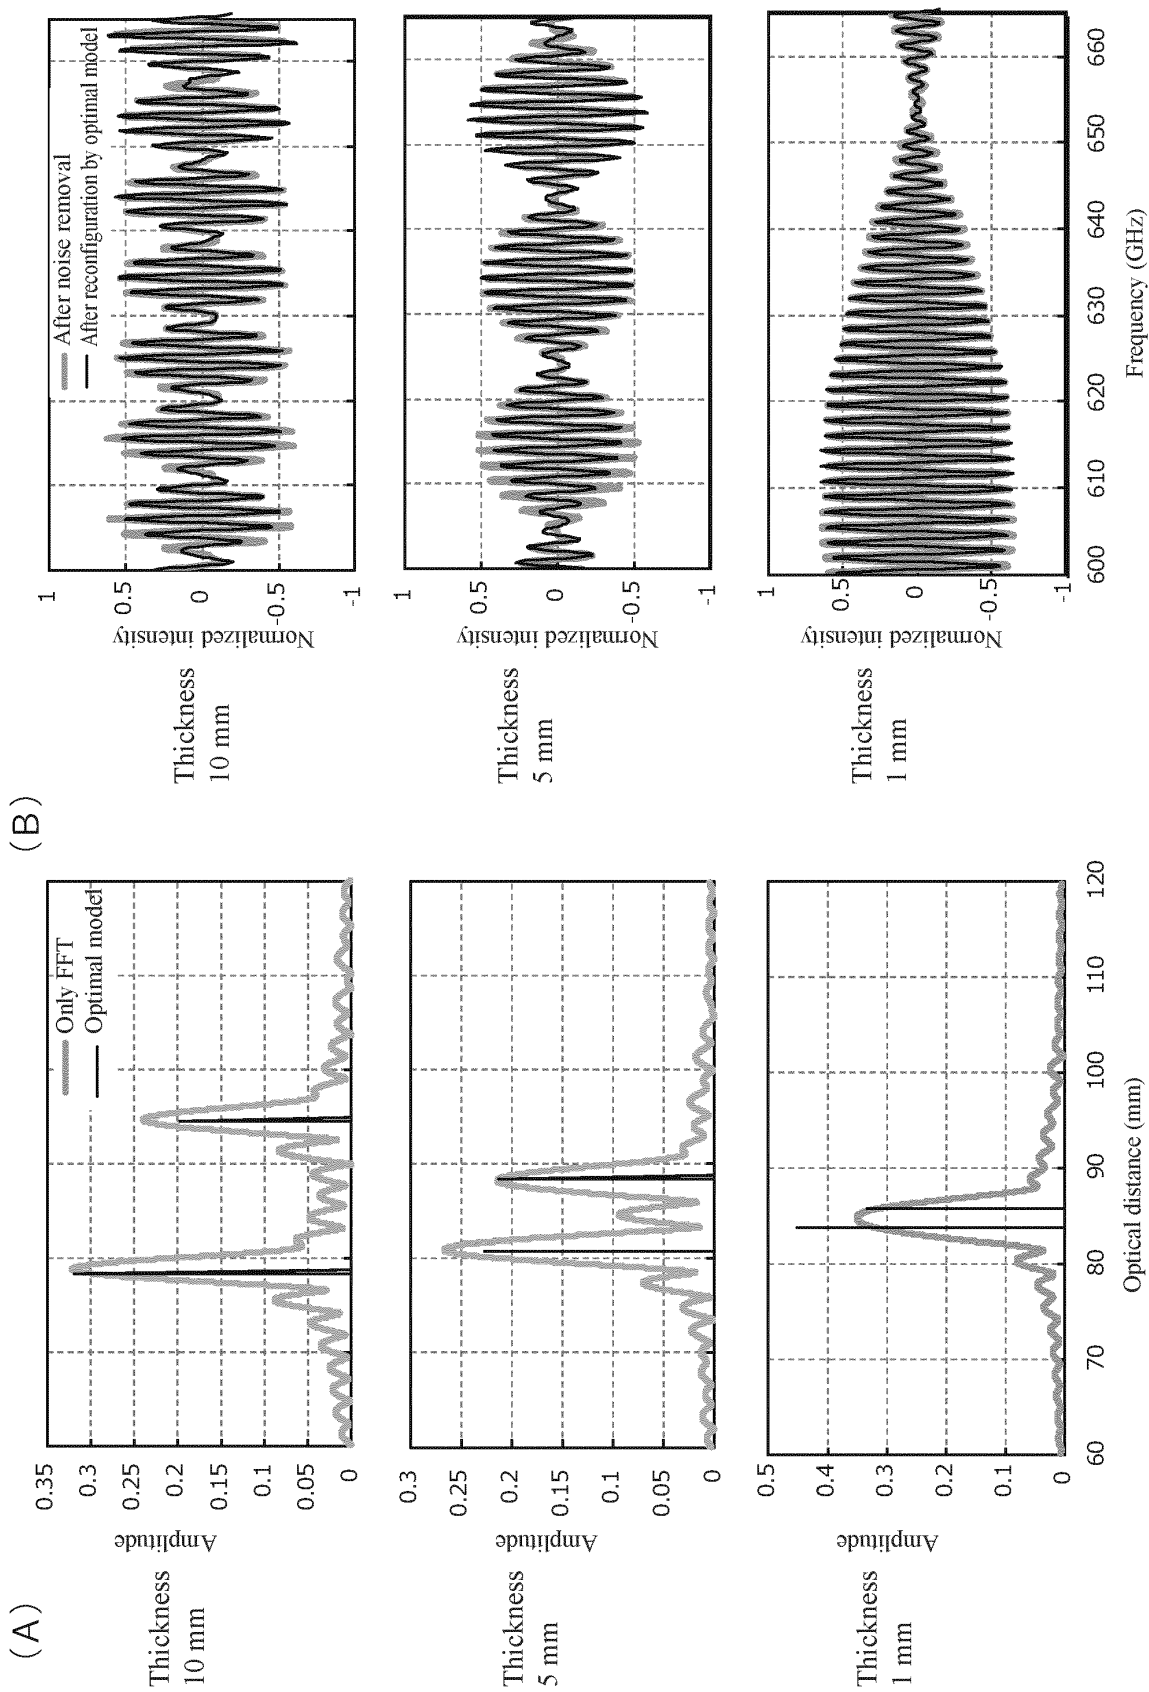 (A)
Thickness
10 mm
Amplitude
0.35
0.3
0.25
0.2
0.15
0.1
0.05
0
Only FFT
Optimal model
Thickness
5 mm
Amplitude
0.3
0.25
0.2
0.15
0.1
0.05
0
Thickness
1 mm
Amplitude
0.5
0.4
0.3
0.2
0.1
0
60 70 80 90 100 110 120
Optical distance (mm)
(B)
Thickness
10 mm
Normalized intensity
1
0.5
0
-0.5
-1
After noise removal
After reconfiguration by optimal model
Thickness
5 mm
Normalized intensity
1
0.5
0
-0.5
-1
Thickness
1 mm
Normalized intensity
1
0.5
0
-0.5
-1
600 610 620 630 640 650 660
Frequency (GHz)